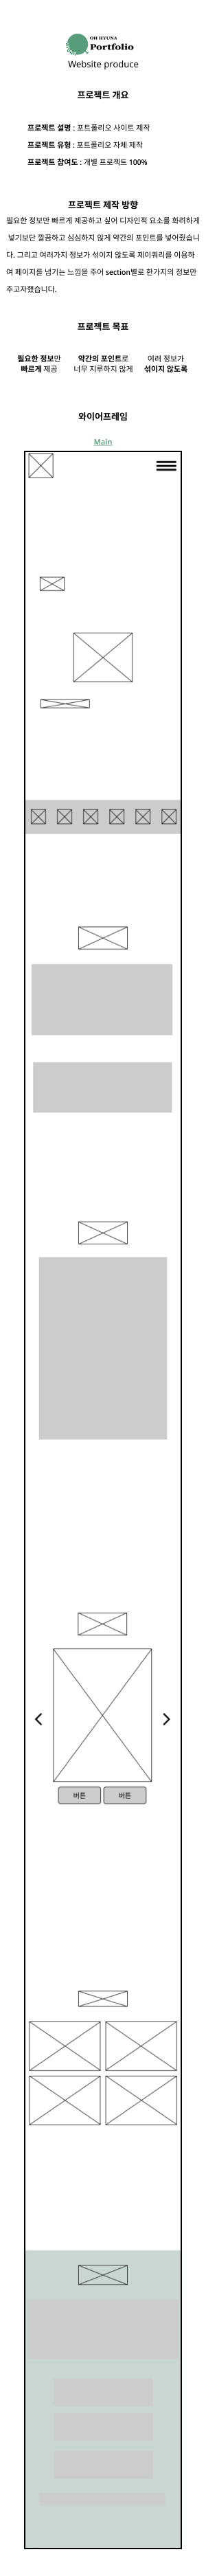 OH HYUNA
Portfolio
Website produce
프로젝트 개요
프로젝트 설명 : 포트폴리오 사이트 제작
프로젝트 유형 : 포트폴리오 자체 제작
프로젝트 참여도 : 개별 프로젝트 100%
프로젝트 제작 방향
필요한 정보만 빠르게 제공하고 싶어 디자인적 요소를 화려하게
넣기보단 깔끔하고 심심하지 않게 약간의 포인트를 넣어줬습니
다. 그리고 여러가지 정보가 섞이지 않도록 제이쿼리를 이용하
여 페이지를 넘기는 느낌을 주어 section별로 한가지의 정보만
주고자했습니다.
프로젝트 목표
필요한 정보만
빠르게 제공
약간의 포인트로
너무 지루하지 않게
여러 정보가
섞이지 않도록
와이어프레임
Main
버튼
버튼